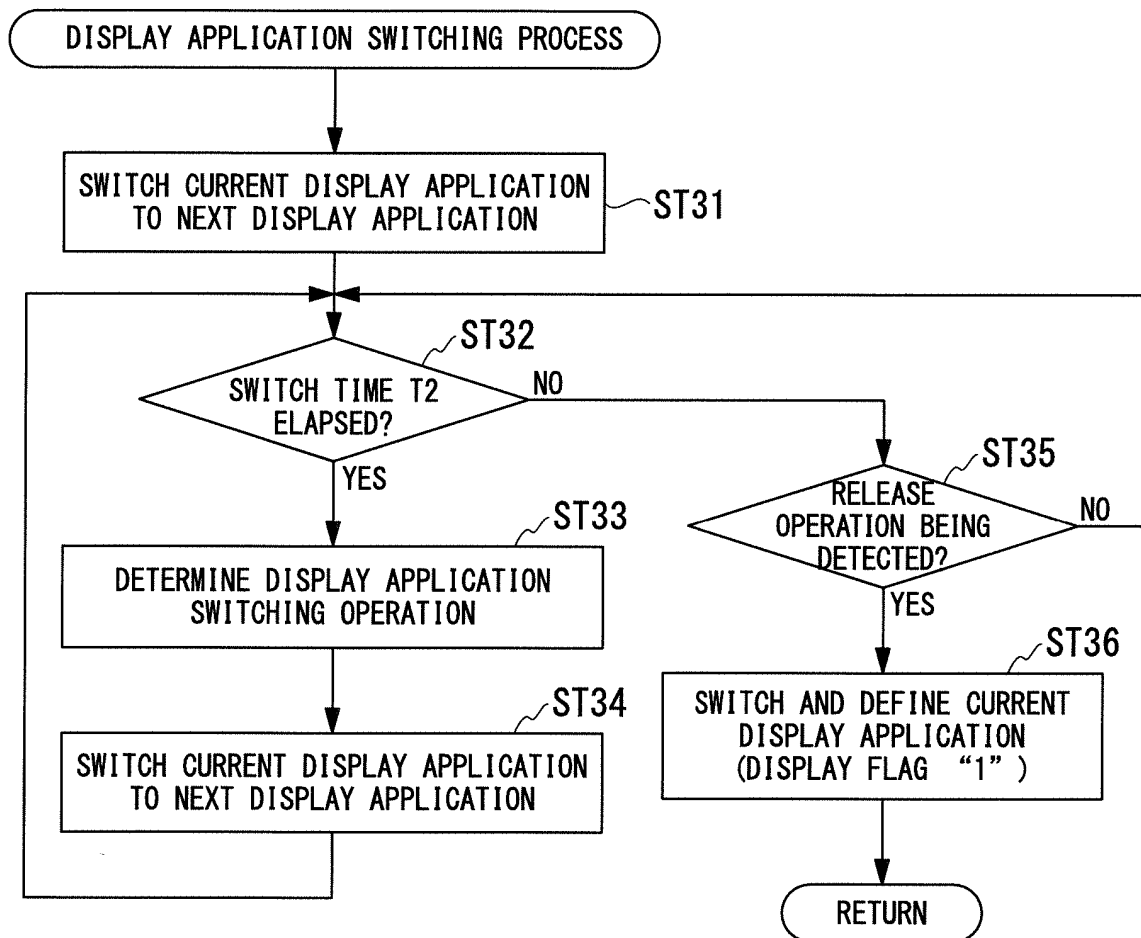 DISPLAY APPLICATION SWITCHING PROCESS
SWITCH CURRENT DISPLAY APPLICATION
TO NEXT DISPLAY APPLICATION
ST31
ST32
SWITCH TIME T2
ELAPSED?
NO
YES
ST33
DETERMINE DISPLAY APPLICATION
SWITCHING OPERATION
ST34
SWITCH CURRENT DISPLAY APPLICATION
TO NEXT DISPLAY APPLICATION
ST35
RELEASE
OPERATION BEING
DETECTED?
NO
YES
ST36
SWITCH AND DEFINE CURRENT
DISPLAY APPLICATION
(DISPLAY FLAG “1”)
RETURN